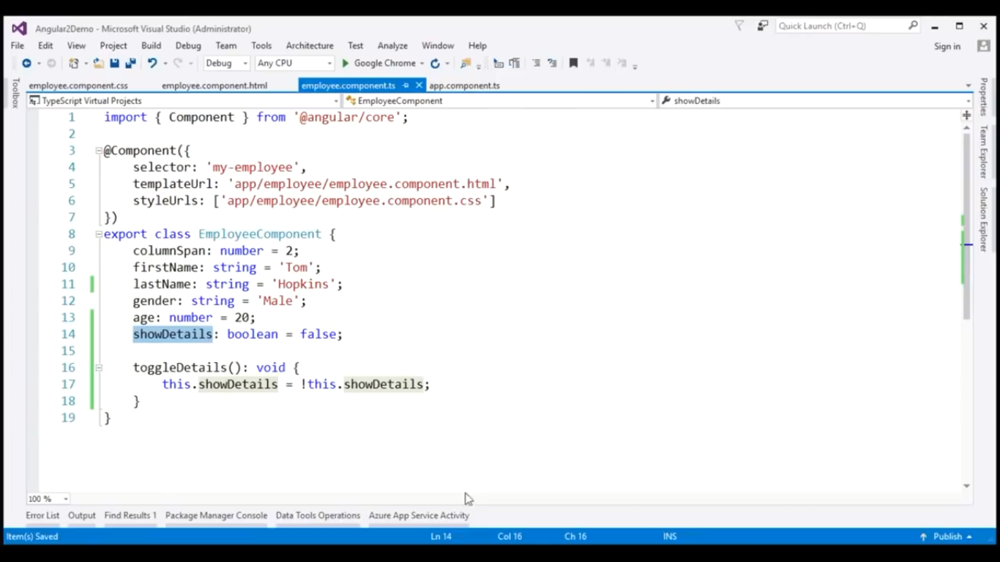 Angular2Demo - Microsoft Visual Studio (Administrator)
Quick Launch (Ctrl+Q)
File Edit View Project Build Debug Team Tools Architecture Test Analyze Window Help
Sign in
Debug Any CPU Google Chrome
employee.component.css employee.component.html employee.component.ts app.component.ts
TypeScript Virtual Projects EmployeeComponent showDetails
Toolbox
1 import { Component } from '@angular/core';
2
3 @Component({
4 selector: 'my-employee',
5 templateUrl: 'app/employee/employee.component.html',
6 styleUrls: ['app/employee/employee.component.css']
7 })
8 export class EmployeeComponent {
9 columnSpan: number = 2;
10 firstName: string = 'Tom';
11 lastName: string = 'Hopkins';
12 gender: string = 'Male';
13 age: number = 20;
14 showDetails: boolean = false;
15
16 toggleDetails(): void {
17 this.showDetails = !this.showDetails;
18 }
19 }
Properties
Team Explorer
Solution Explorer
100 %
Error List Output Find Results 1 Package Manager Console Data Tools Operations Azure App Service Activity
Item(s) Saved Ln 14 Col 16 Ch 16 INS Publish